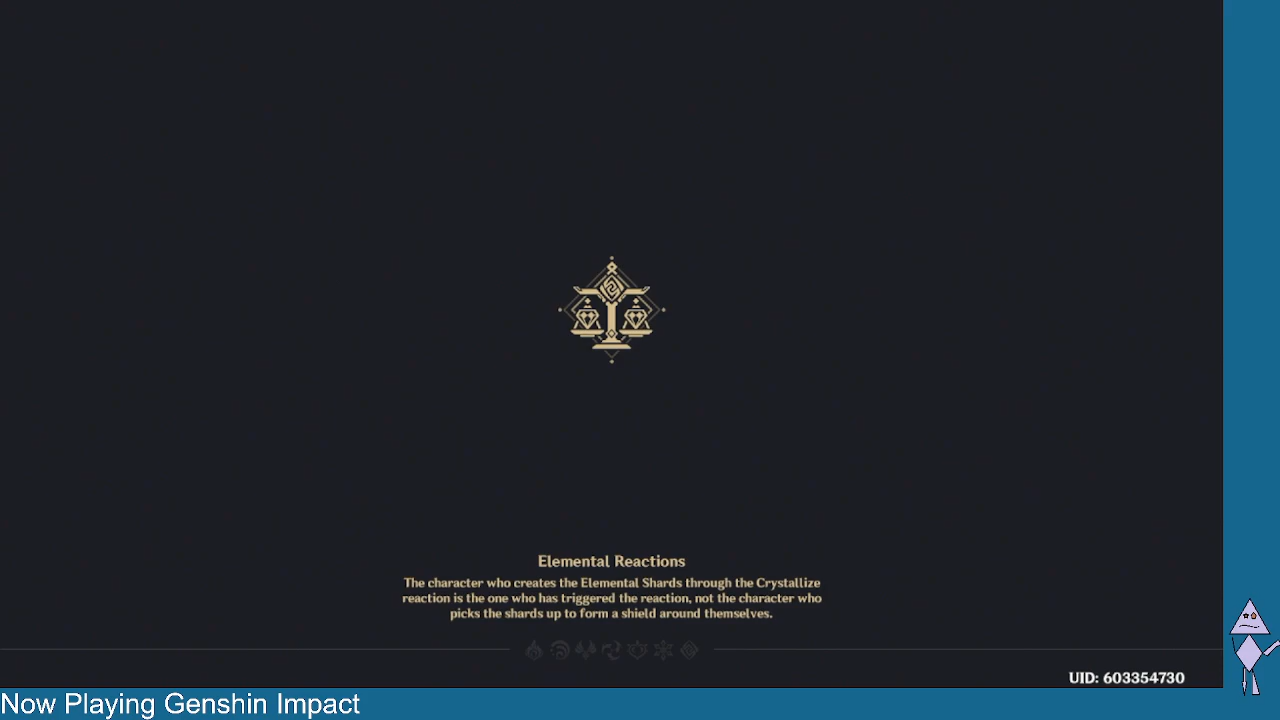 Elemental Reactions
The character who creates the Elemental Shards through the Crystallize
reaction is the one who has triggered the reaction, not the character who
picks the shards up to form a shield around themselves.
UID: 603354730
Now Playing Genshin Impact